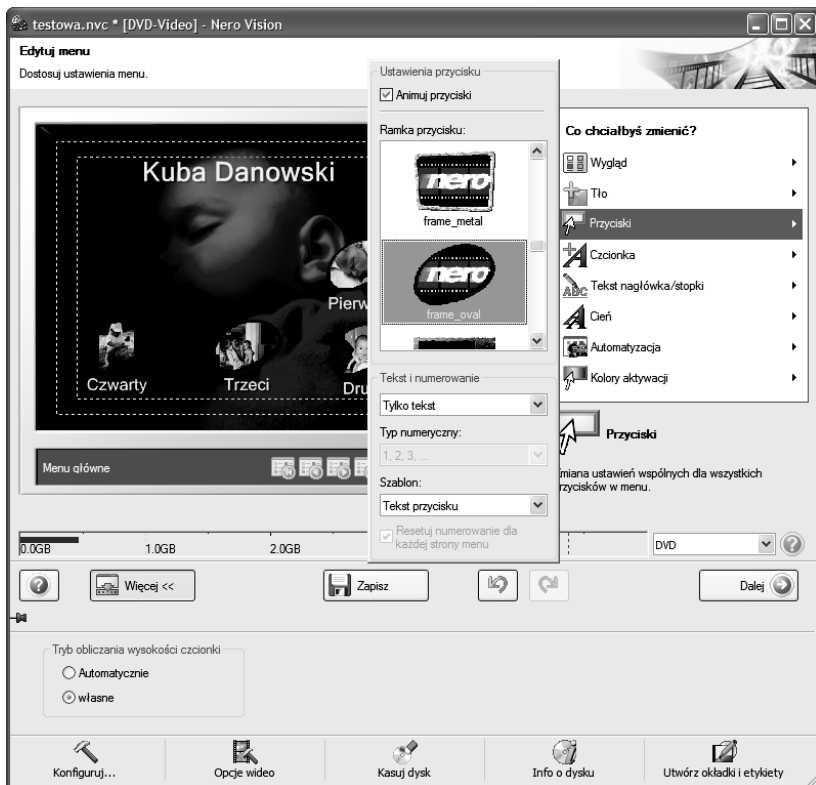 testowa.nvc * [DVD-Video] - Nero Vision
Edytuj menu
Dostosuj ustawienia menu.
Kuba Danowski
Pierw
Czwarty
Trzeci
Dru
Menu główne
Ustawienia przycisku
Animuj przyciski
Ramka przycisku:
nero
frame_metal
nero
frame_oval
Tekst i numerowanie
Tylko tekst
Typ numeryczny:
1, 2, 3, ...
Szablon:
Tekst przycisku
Resetuj numerowanie dla
każdej strony menu
Co chciałbyś zmienić?
Wygląd
Tło
Przyciski
Czcionka
ABC
Tekst nagłówka/stopki
Cień
Automatyzacja
Kolory aktywacji
Przyciski
miana ustawień wspólnych dla wszystkich
rzycisków w menu.
0.0GB
1.0GB
2.0GB
DVD
Więcej <<
Zapisz
Dalej
Tryb obliczania wysokości czcionki
Automatycznie
własne
Konfiguruj...
Opcje wideo
Kasuj dysk
Info o dysku
Utwórz okładki i etykiety